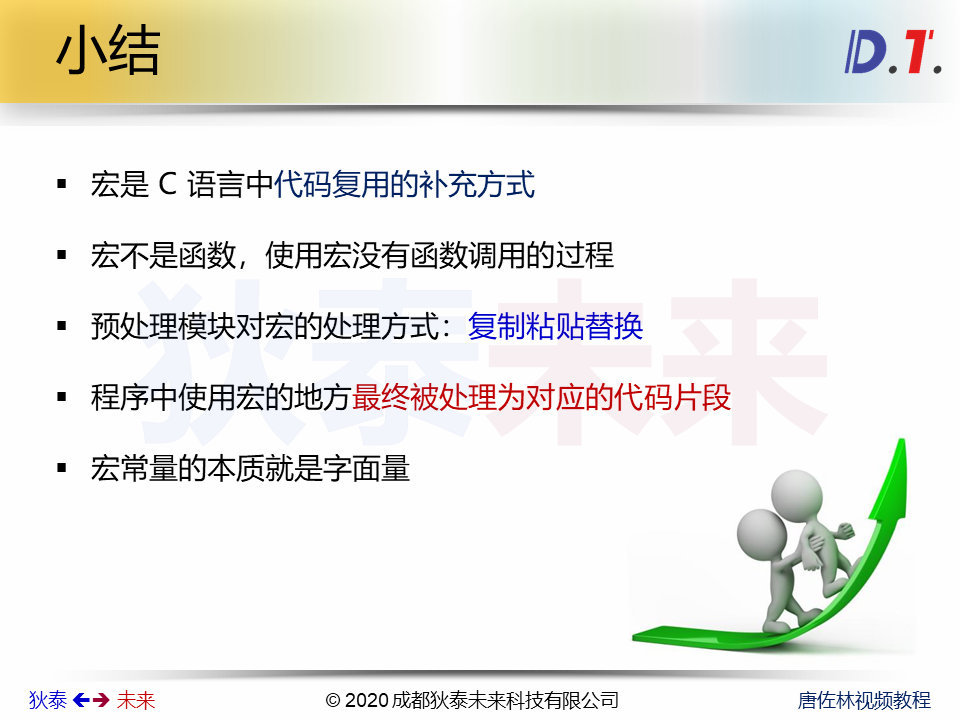 小结
D.T.
▪ 宏是 C 语言中代码复用的补充方式
▪ 宏不是函数，使用宏没有函数调用的过程
▪ 预处理模块对宏的处理方式：复制粘贴替换
▪ 程序中使用宏的地方最终被处理为对应的代码片段
▪ 宏常量的本质就是字面量
狄泰未来
狄泰 ←→ 未来
© 2020 成都狄泰未来科技有限公司
唐佐林视频教程